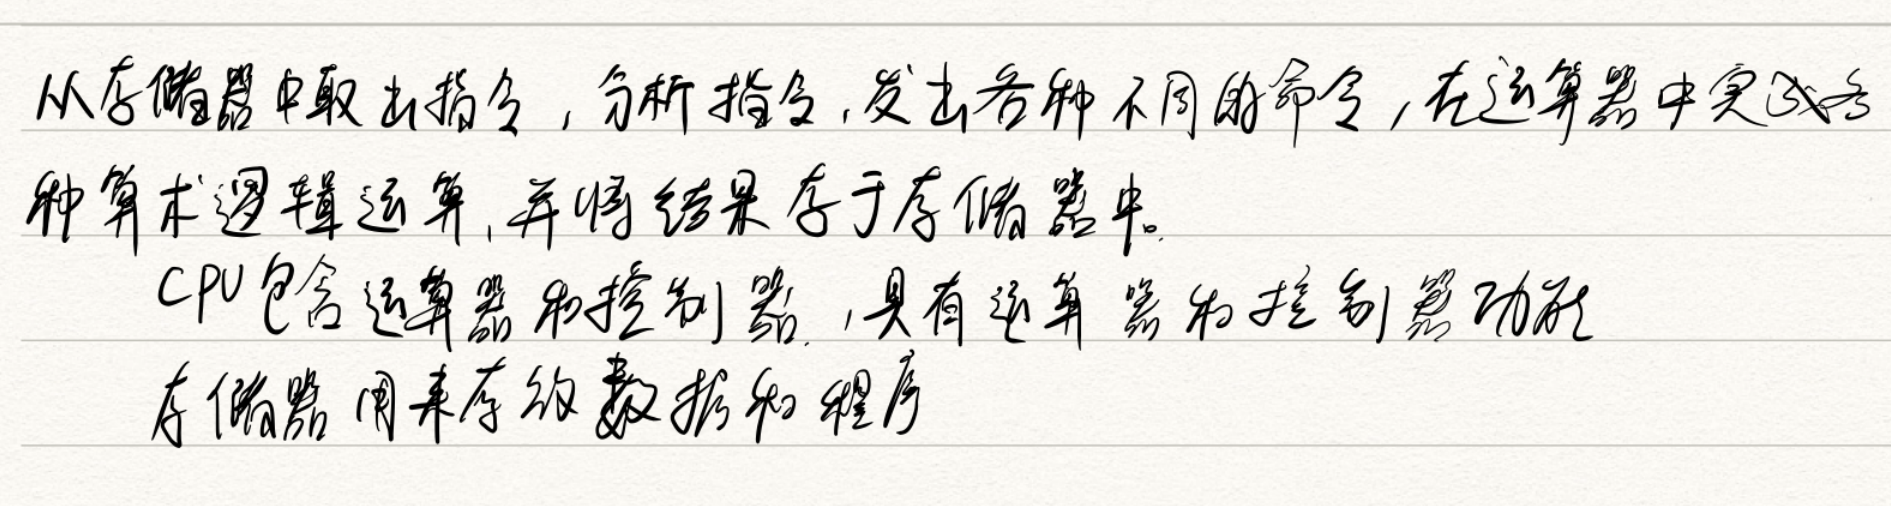 从存储器中取出指令,分析指令,发出各种不同的命令,在运算器中完成各
种算术逻辑运算,并将结果存于存储器中。
CPU包含运算器和控制器,具有运算器和控制器功能
存储器用来存放数据和程序